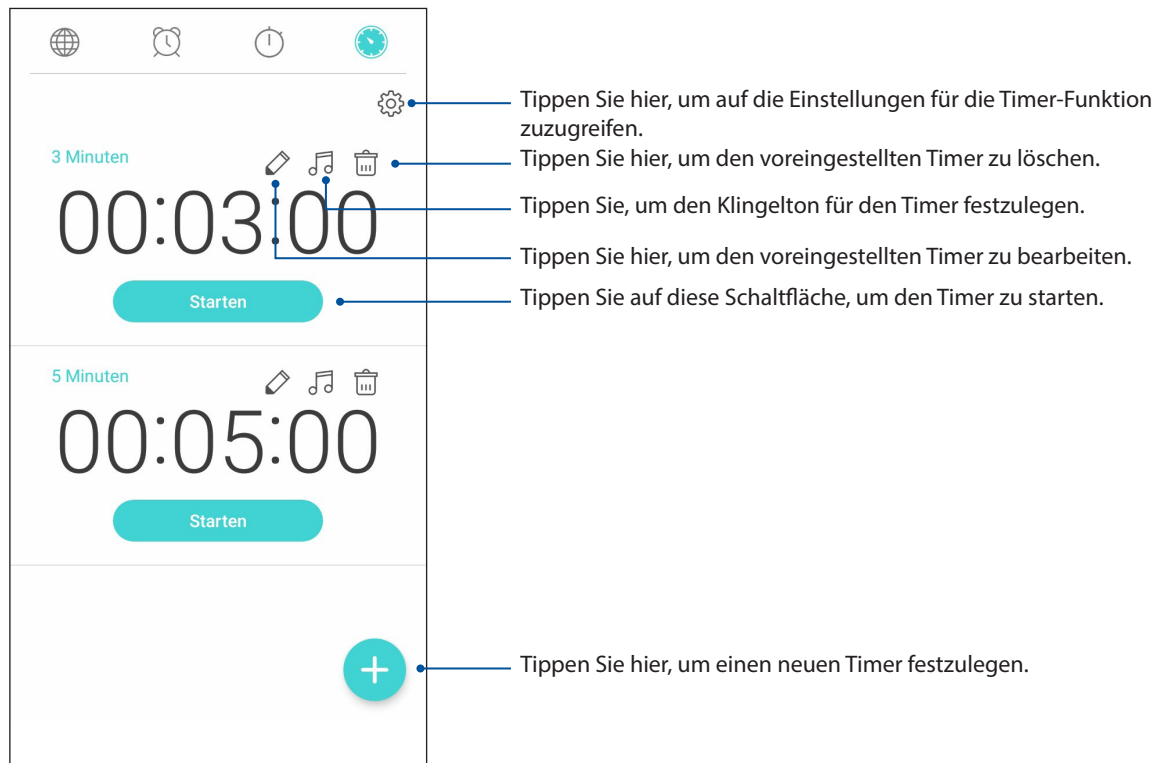 Tippen Sie hier, um auf die Einstellungen für die Timer-Funktion
zuzugreifen.
3 Minuten
Tippen Sie hier, um den voreingestellten Timer zu löschen.
00:03:00
Tippen Sie, um den Klingelton für den Timer festzulegen.
Tippen Sie hier, um den voreingestellten Timer zu bearbeiten.
Starten
Tippen Sie auf diese Schaltfläche, um den Timer zu starten.
5 Minuten
00:05:00
Starten
Tippen Sie hier, um einen neuen Timer festzulegen.